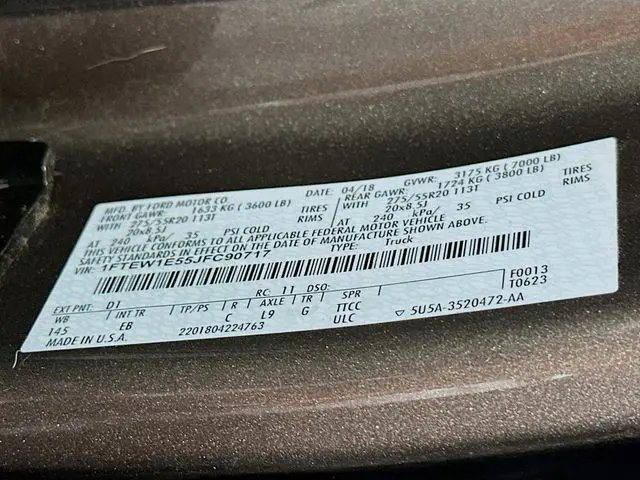 MFD. BY FORD MOTOR CO. DATE: 04/18 GVWR: 3175 KG ( 7000 LB)
FRONT GAWR: 1633 KG ( 3600 LB) REAR GAWR: 1724 KG ( 3800 LB)
WITH 275/55R20 113T TIRES WITH 275/55R20 113T TIRES
20x8.5J RIMS 20x8.5J RIMS
AT 240 kPa/ 35 PSI COLD AT 240 kPa/ 35 PSI COLD
THIS VEHICLE CONFORMS TO ALL APPLICABLE FEDERAL MOTOR VEHICLE
SAFETY STANDARDS IN EFFECT ON THE DATE OF MANUFACTURE SHOWN ABOVE.
VIN: 1FTEW1E55JFC90717 TYPE: Truck
F0013
T0623
EXT PNT: D1 RC: 11 DSO:
WB INT TR TP/PS R AXLE TR SPR
145 EB C L9 G TTCC
ULC
▽ 5U5A-3520472-AA
MADE IN U.S.A. 2201804224763